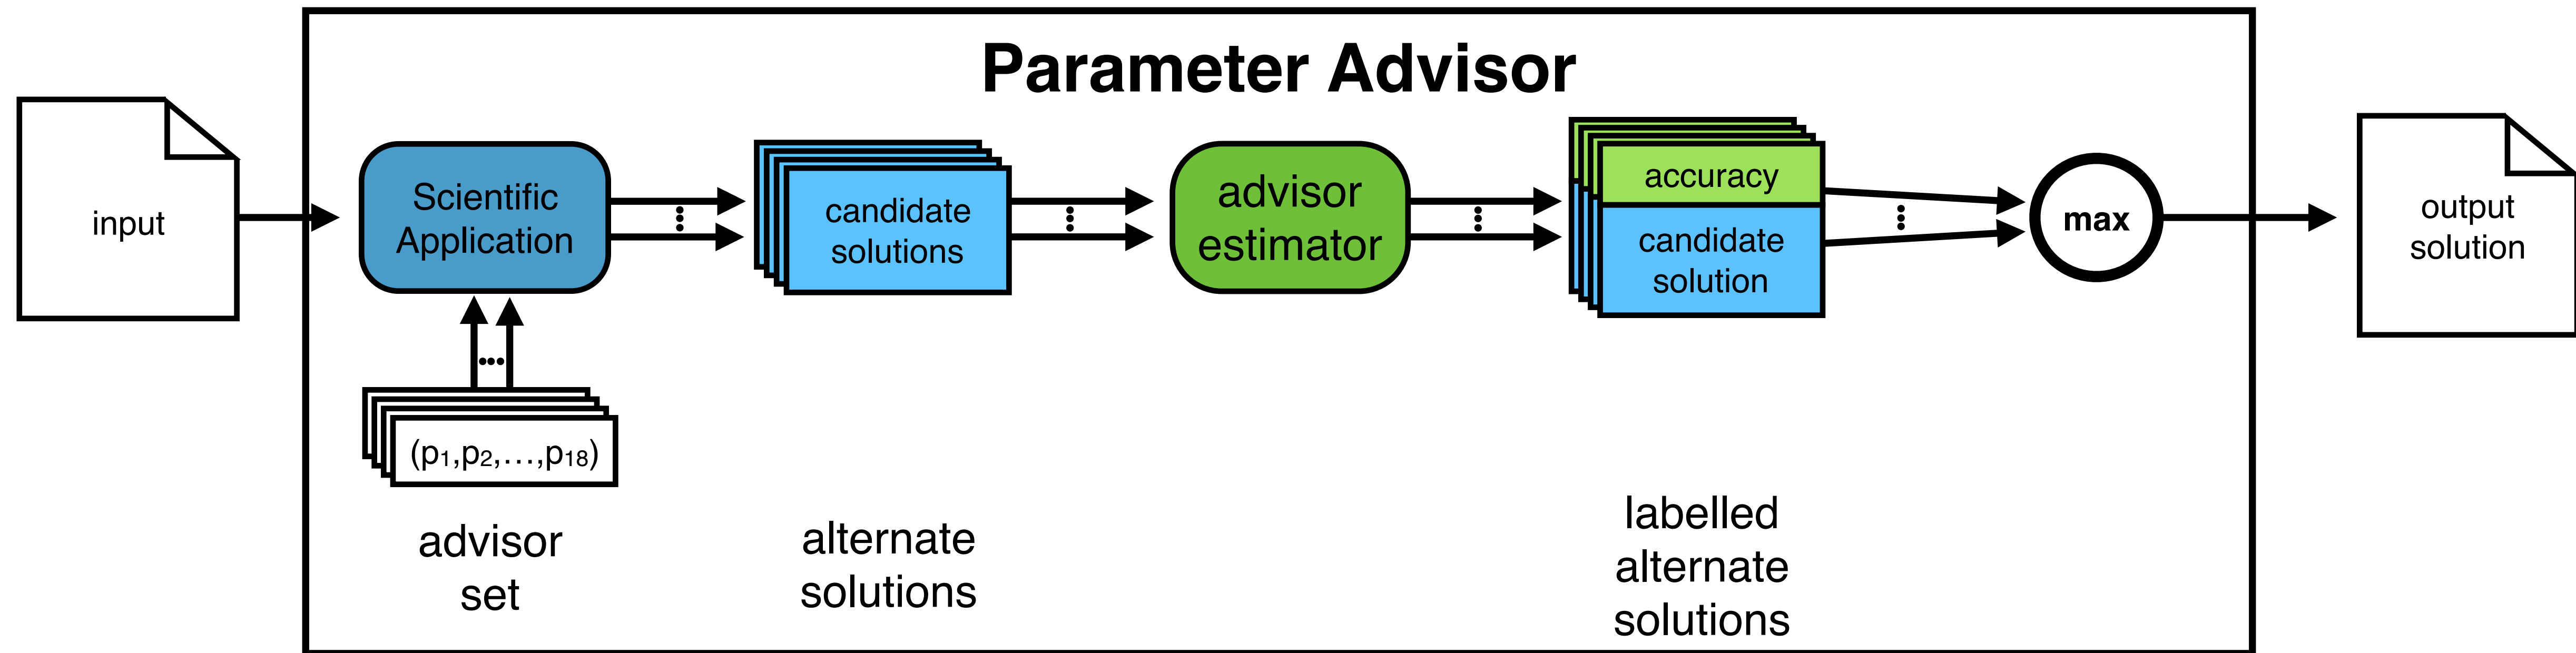 Parameter Advisor
input
Scientific
Application
(p₁,p₂,…,p₁₈)
advisor
set
candidate
solutions
alternate
solutions
advisor
estimator
accuracy
candidate
solution
labelled
alternate
solutions
max
output
solution